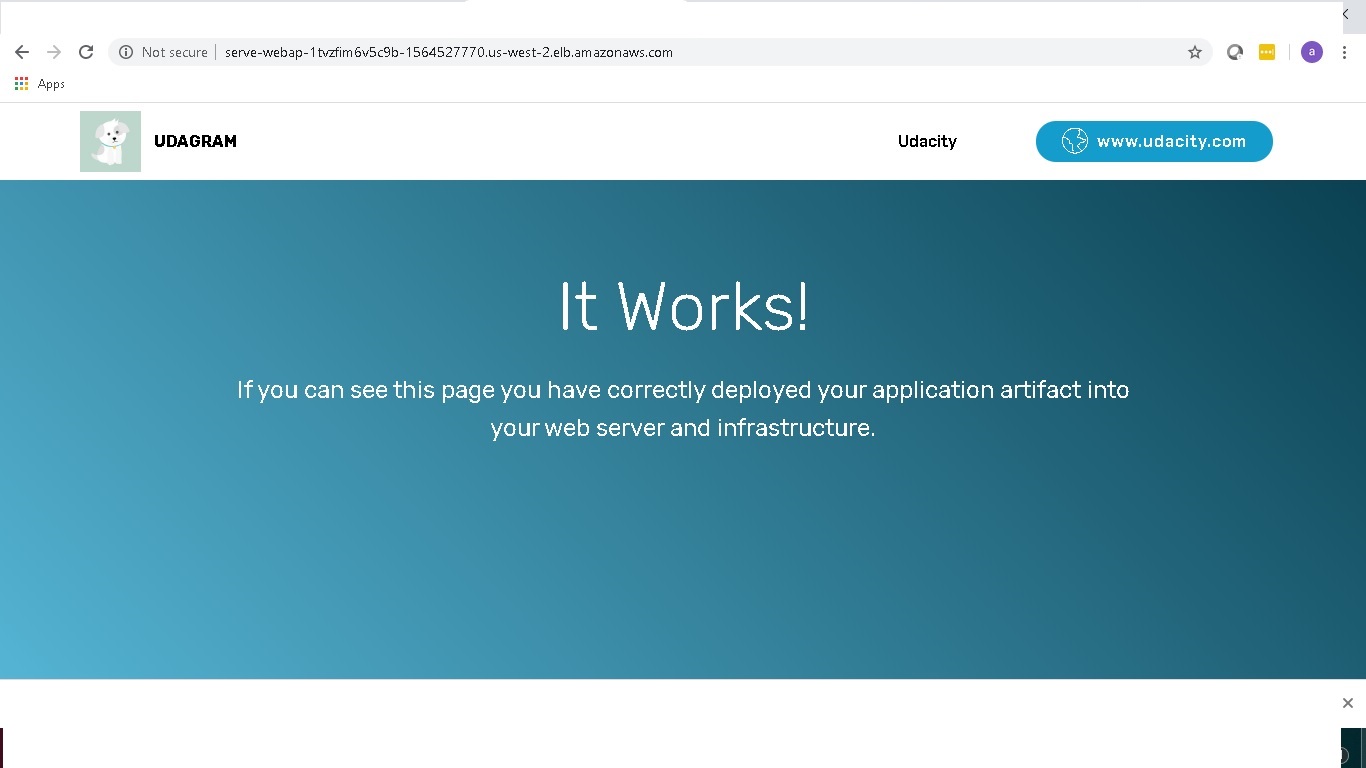 Not secure
serve-webap-1tvzfim6v5c9b-1564527770.us-west-2.elb.amazonaws.com
a
Apps
UDAGRAM
Udacity
www.udacity.com
It Works!
If you can see this page you have correctly deployed your application artifact into
your web server and infrastructure.